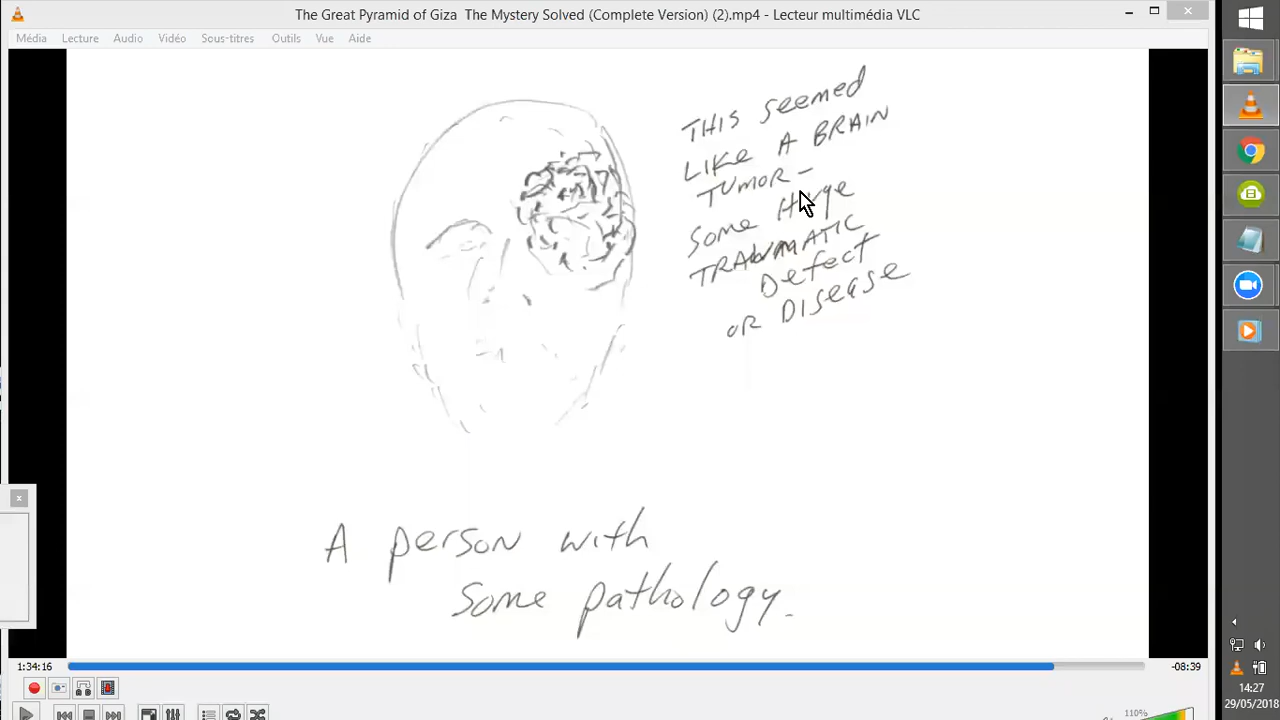 The Great Pyramid of Giza  The Mystery Solved (Complete Version) (2).mp4 - Lecteur multimédia VLC
Média Lecture Audio Vidéo Sous-titres Outils Vue Aide
THIS seemed
LIKE A BRAIN
TUMOR -
some Huge
TRAUMATIC
Defect
OR DISEASE
A person with
some pathology.
1:34:16
-08:39
110%
14:27
29/05/2018